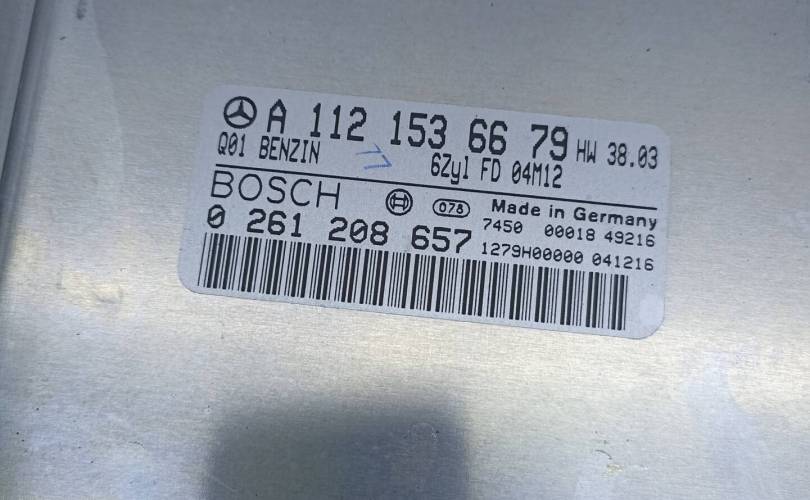 A 112 153 66 79 HW 38.03
Q01 BENZIN 6Zyl FD 04M12
BOSCH 078 Made in Germany
0 261 208 657 7450 00018 49216
1279H00000 041216